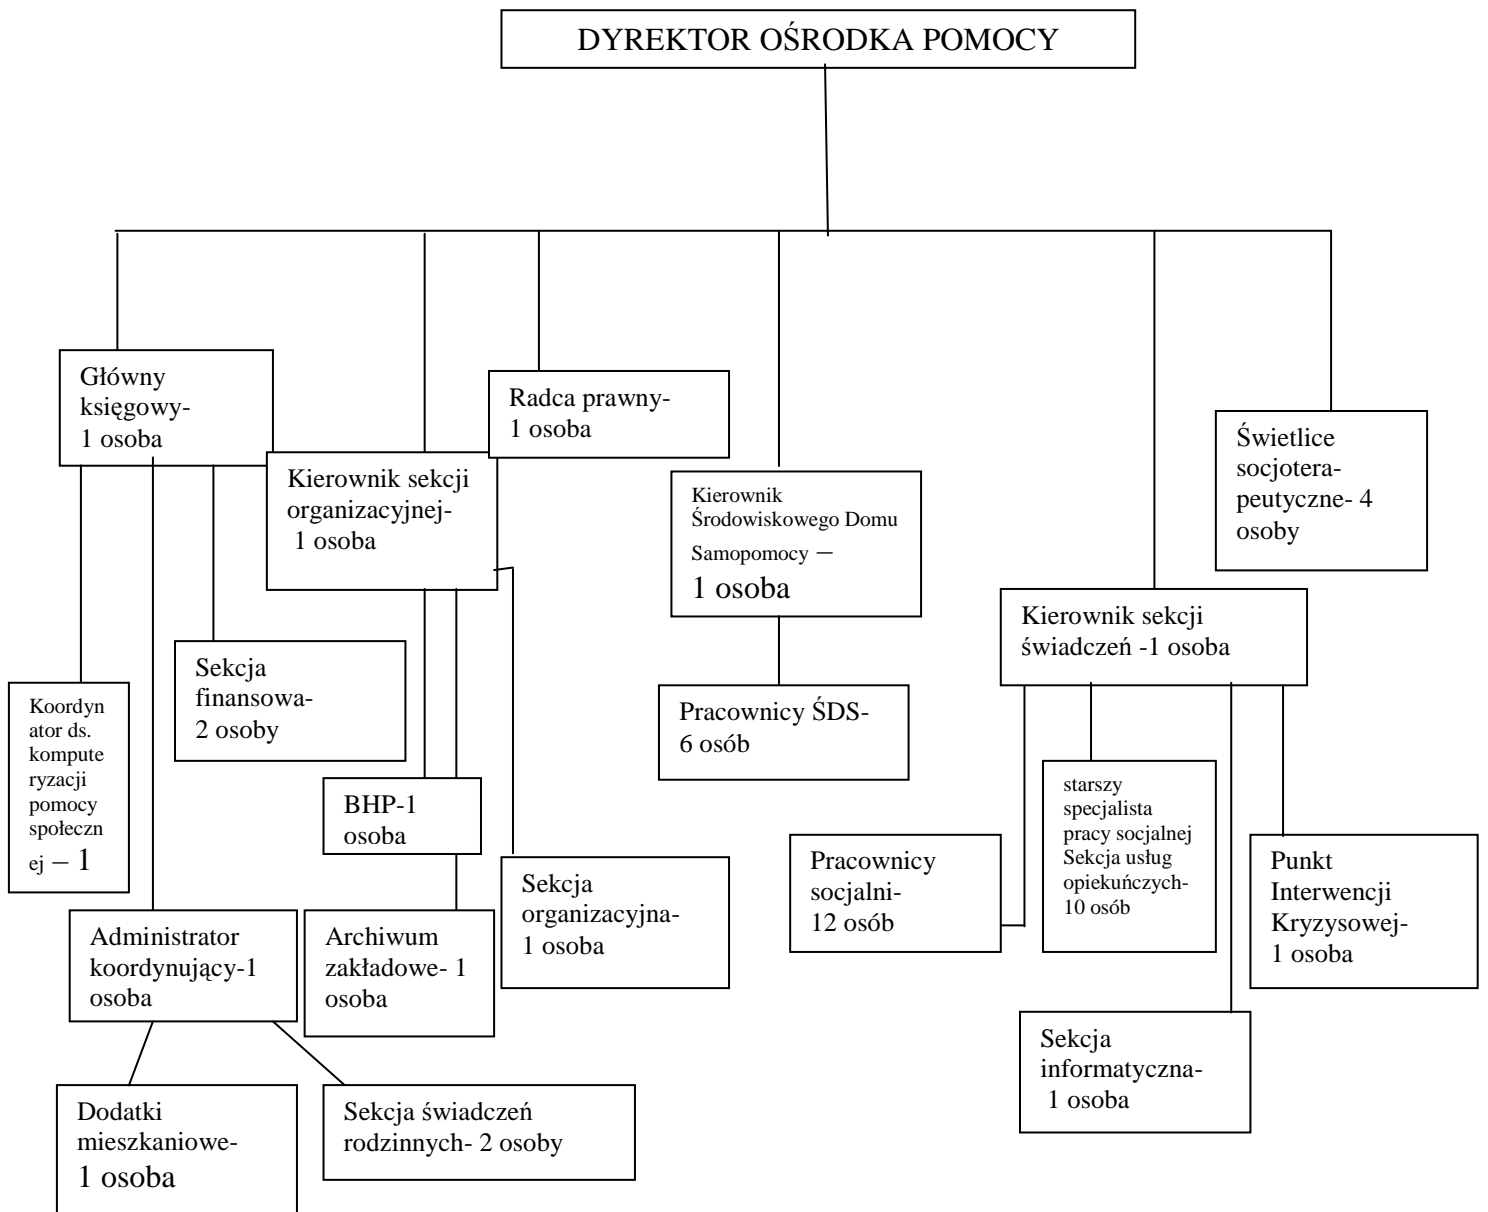 DYREKTOR OŚRODKA POMOCY
Główny
księgowy-
1 osoba
Kierownik sekcji
organizacyjnej-
1 osoba
Radca prawny-
1 osoba
Kierownik
Środowiskowego Domu
Samopomocy –
1 osoba
Świetlice
socjotera-
peutyczne- 4
osoby
Kierownik sekcji
świadczeń -1 osoba
Koordyn
ator ds.
kompute
ryzacji
pomocy
społeczn
ej – 1
Sekcja
finansowa-
2 osoby
BHP-1
osoba
Pracownicy ŚDS-
6 osób
Administrator
koordynujący-1
osoba
Archiwum
zakładowe- 1
osoba
Sekcja
organizacyjna-
1 osoba
Pracownicy
socjalni-
12 osób
starszy
specjalista
pracy socjalnej
Sekcja usług
opiekuńczych-
10 osób
Punkt
Interwencji
Kryzysowej-
1 osoba
Sekcja
informatyczna-
1 osoba
Dodatki
mieszkaniowe-
1 osoba
Sekcja świadczeń
rodzinnych- 2 osoby